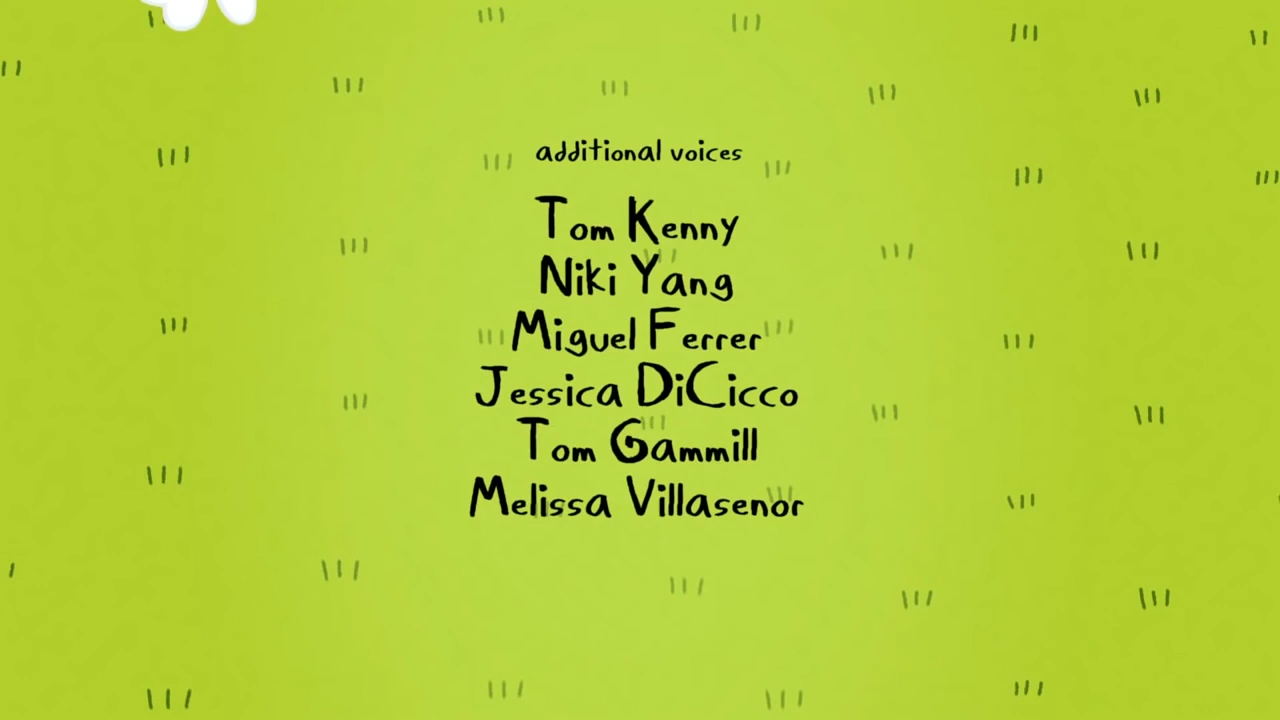 additional voices
Tom Kenny
Niki Yang
Miguel Ferrer
Jessica DiCicco
Tom Gammill
Melissa Villasenor